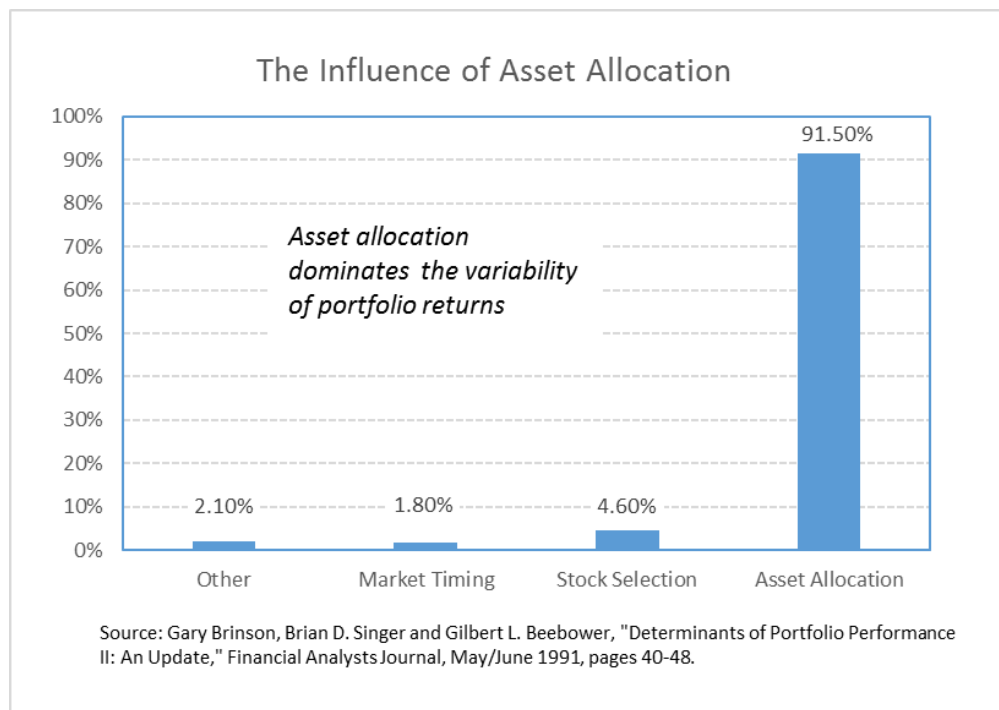 The Influence of Asset Allocation
100%
90%
80%
70%
60%
50%
40%
30%
20%
10%
0%
91.50%
Asset allocation
dominates the variability
of portfolio returns
2.10%
1.80%
4.60%
Other
Market Timing
Stock Selection
Asset Allocation
Source: Gary Brinson, Brian D. Singer and Gilbert L. Beebower, "Determinants of Portfolio Performance
II: An Update," Financial Analysts Journal, May/June 1991, pages 40-48.